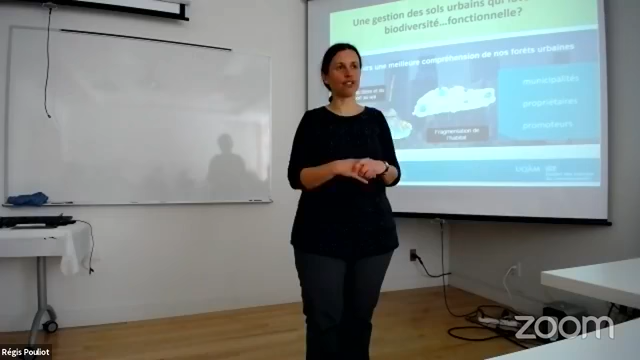 Une gestion des sols urbains qui
biodiversité...fonctionnelle?
une meilleure compréhension de nos forêts urbaines
municipalités
propriétaires
promoteurs
Fragmentation de
l'habitat
zoom
Régis Pouliot